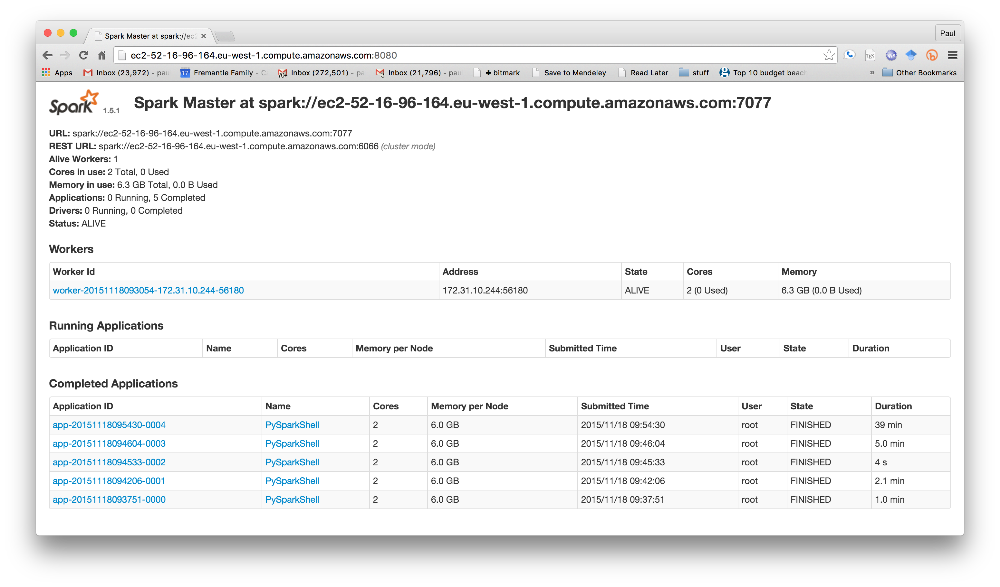 Spark Master at spark://ec2
Paul
ec2-52-16-96-164.eu-west-1.compute.amazonaws.com:8080
TEX
Ws
Apps Inbox (23,972) - pau 17 Fremantle Family - C 70+ Inbox (272,501) - pa 3 Inbox (21,796) - pau + bitmark Save to Mendeley Read Later stuff Top 10 budget beach » Other Bookmarks
Spark 1.5.1 Spark Master at spark://ec2-52-16-96-164.eu-west-1.compute.amazonaws.com:7077
URL: spark://ec2-52-16-96-164.eu-west-1.compute.amazonaws.com:7077
REST URL: spark://ec2-52-16-96-164.eu-west-1.compute.amazonaws.com:6066 (cluster mode)
Alive Workers: 1
Cores in use: 2 Total, 0 Used
Memory in use: 6.3 GB Total, 0.0 B Used
Applications: 0 Running, 5 Completed
Drivers: 0 Running, 0 Completed
Status: ALIVE
Workers
Worker Id Address State Cores Memory
worker-20151118093054-172.31.10.244-56180 172.31.10.244:56180 ALIVE 2 (0 Used) 6.3 GB (0.0 B Used)
Running Applications
Application ID Name Cores Memory per Node Submitted Time User State Duration
Completed Applications
Application ID Name Cores Memory per Node Submitted Time User State Duration
app-20151118095430-0004 PySparkShell 2 6.0 GB 2015/11/18 09:54:30 root FINISHED 39 min
app-20151118094604-0003 PySparkShell 2 6.0 GB 2015/11/18 09:46:04 root FINISHED 5.0 min
app-20151118094533-0002 PySparkShell 2 6.0 GB 2015/11/18 09:45:33 root FINISHED 4 s
app-20151118094206-0001 PySparkShell 2 6.0 GB 2015/11/18 09:42:06 root FINISHED 2.1 min
app-20151118093751-0000 PySparkShell 2 6.0 GB 2015/11/18 09:37:51 root FINISHED 1.0 min